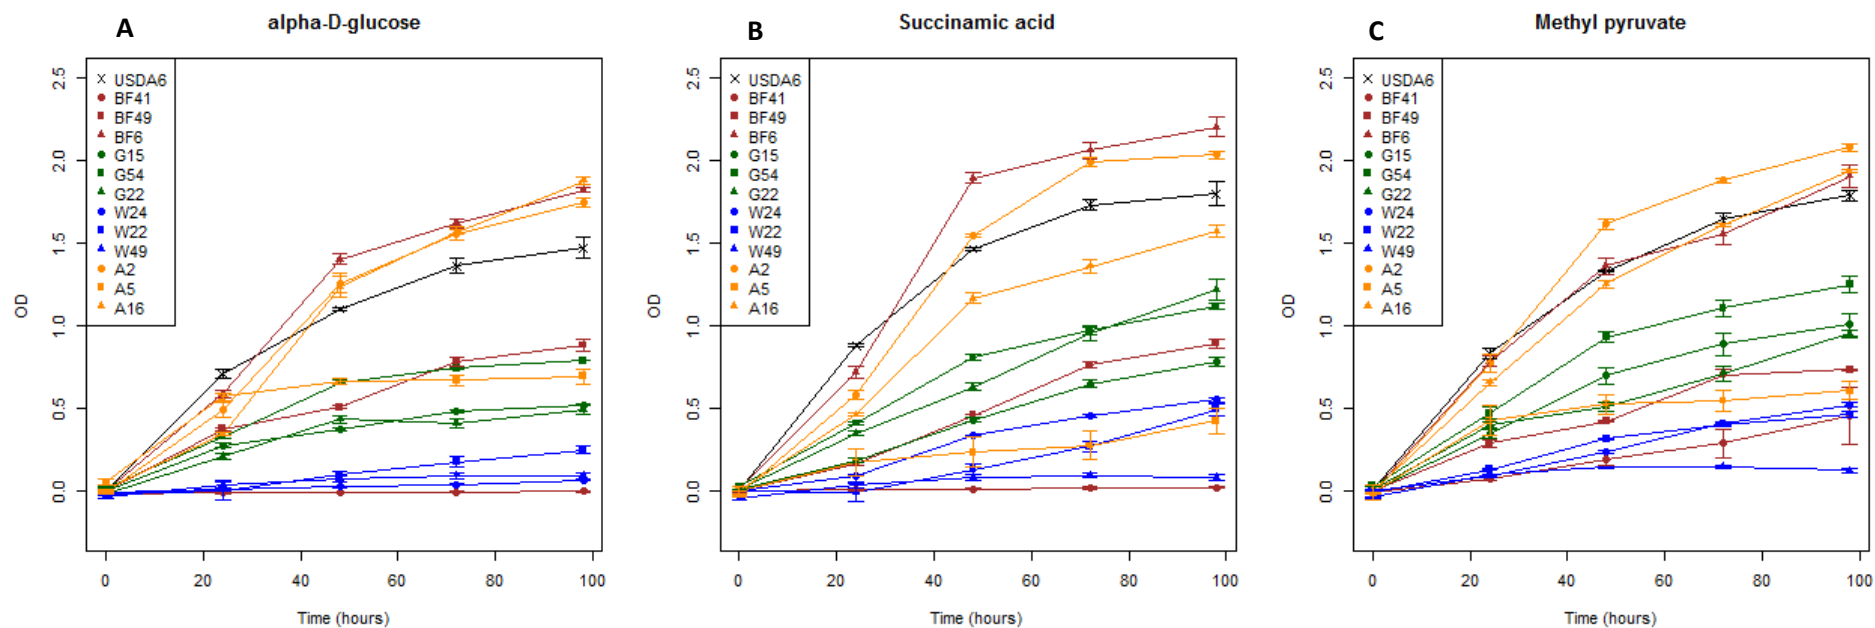 A
alpha-D-glucose
2.5
2.0
1.5
1.0
0.5
0.0
OD
USDA6
BF41
BF49
BF6
G15
G54
G22
W24
W22
W49
A2
A5
A16
0 20 40 60 80 100
Time (hours)
B
Succinamic acid
2.5
2.0
1.5
1.0
0.5
0.0
OD
USDA6
BF41
BF49
BF6
G15
G54
G22
W24
W22
W49
A2
A5
A16
0 20 40 60 80 100
Time (hours)
C
Methyl pyruvate
2.5
2.0
1.5
1.0
0.5
0.0
OD
USDA6
BF41
BF49
BF6
G15
G54
G22
W24
W22
W49
A2
A5
A16
0 20 40 60 80 100
Time (hours)